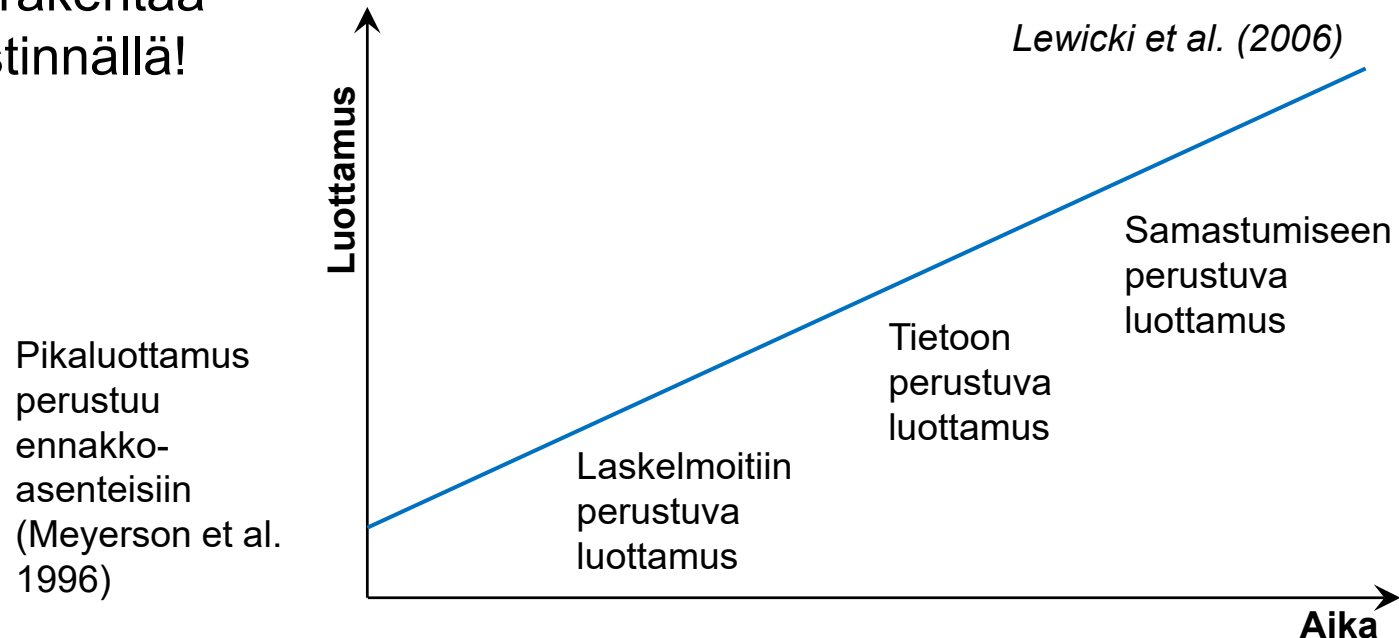 rakentaa
stinnällä!
Lewicki et al. (2006)
Luottamus
Samastumiseen
perustuva
luottamus
Tietoon
perustuva
luottamus
Pikaluottamus
perustuu
ennakko-
asenteisiin
(Meyerson et al.
1996)
Laskelmoitiin
perustuva
luottamus
Aika